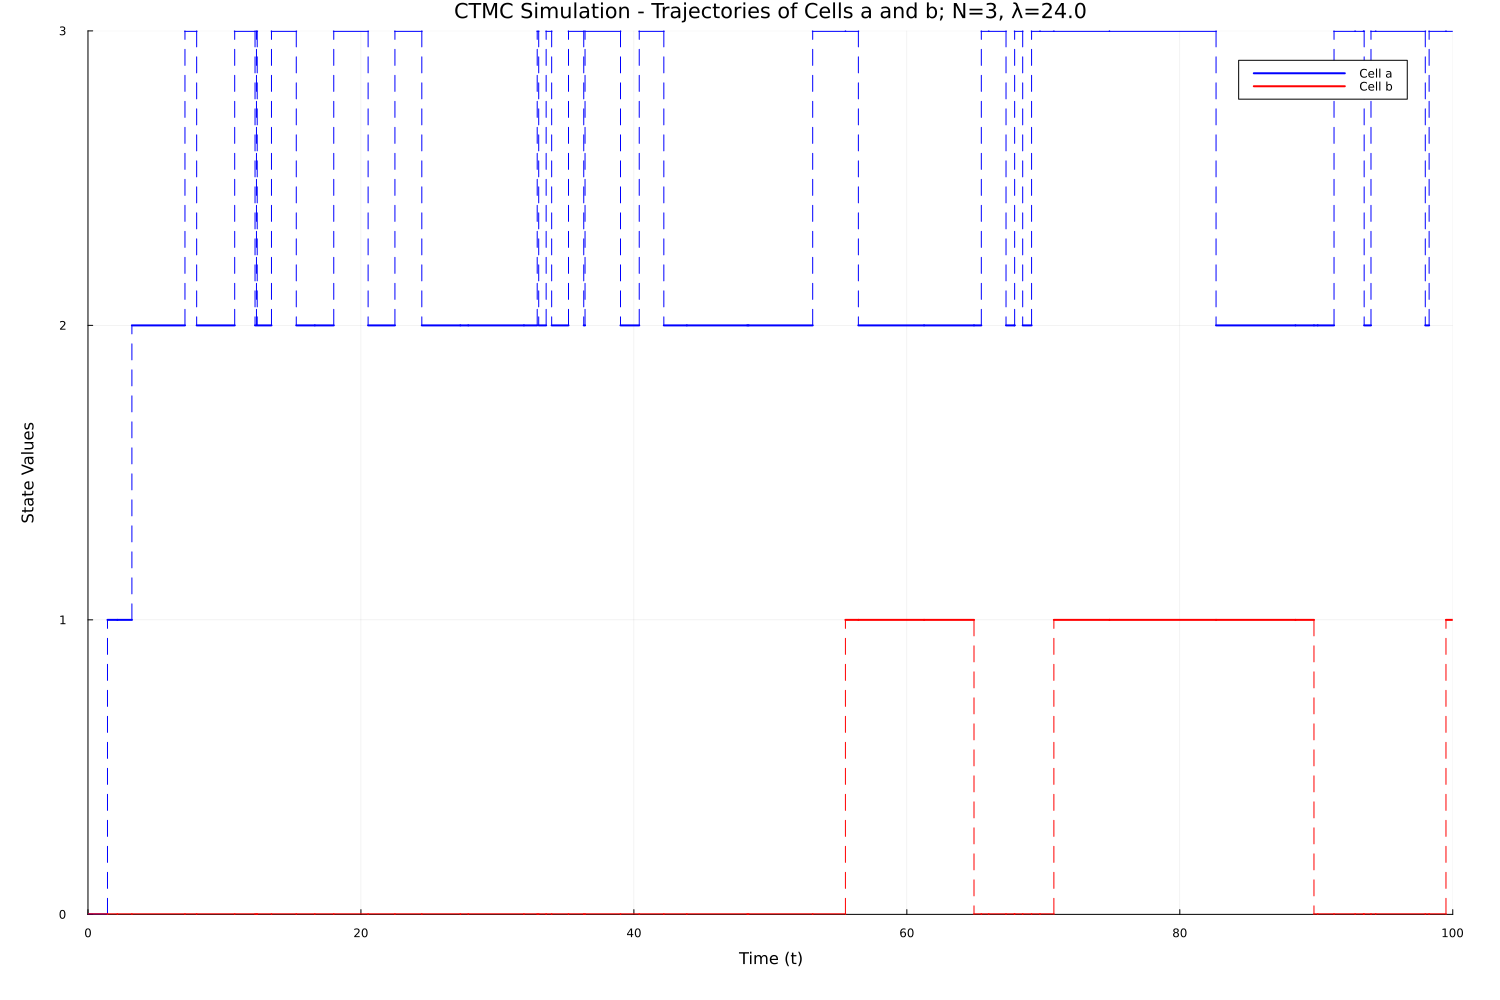 CTMC Simulation - Trajectories of Cells a and b; N=3, λ=24.0
3
Cell a
Cell b
2
State Values
1
0
0 20 40 60 80 100
Time (t)